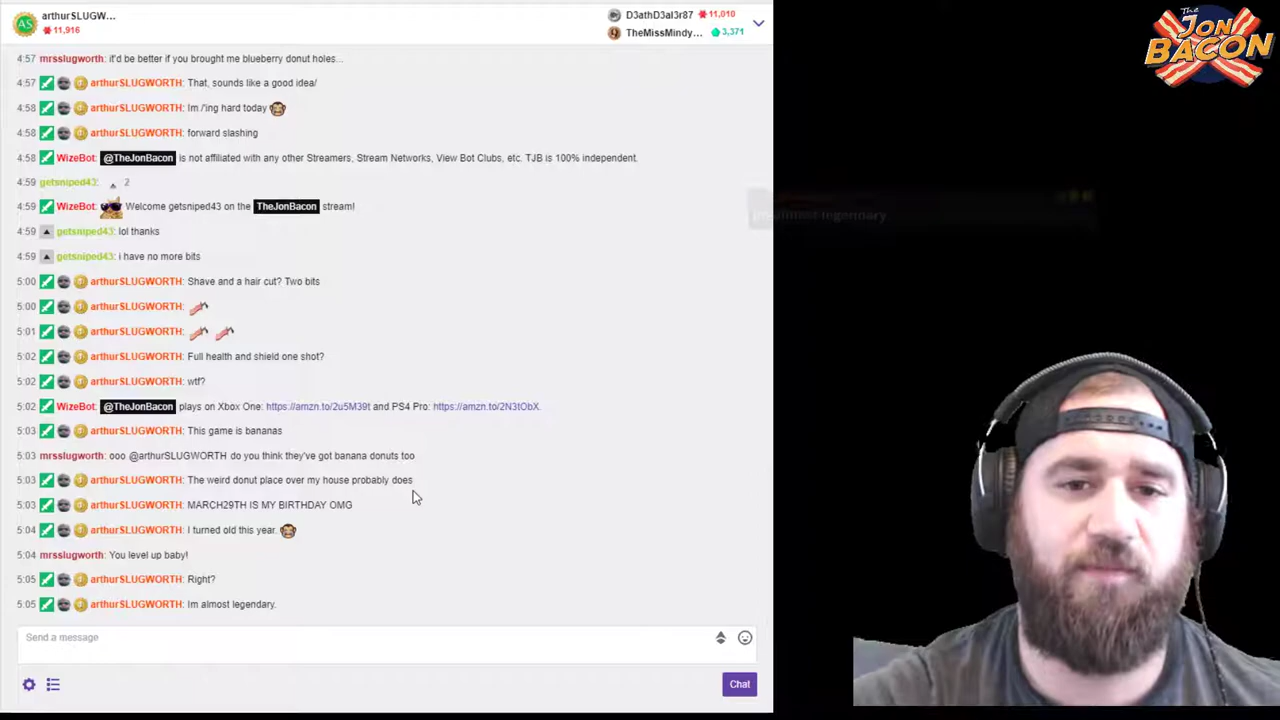 arthurSLUGW...
11,916
D3athD3al3r87 11,010
TheMissMindy... 3,371
The
JON
BACON
4:57 mrsslugworth: it'd be better if you brought me blueberry donut holes...
4:57 arthurSLUGWORTH: That, sounds like a good idea/
4:58 arthurSLUGWORTH: Im /'ing hard today
4:58 arthurSLUGWORTH: forward slashing
4:58 WizeBot: @TheJonBacon is not affiliated with any other Streamers, Stream Networks, View Bot Clubs, etc. TJB is 100% independent.
4:59 getsniped43: 2
4:59 WizeBot: Welcome getsniped43 on the TheJonBacon stream!
4:59 getsniped43: lol thanks
4:59 getsniped43: i have no more bits
5:00 arthurSLUGWORTH: Shave and a hair cut? Two bits
5:00 arthurSLUGWORTH:
5:01 arthurSLUGWORTH:
5:02 arthurSLUGWORTH: Full health and shield one shot?
5:02 arthurSLUGWORTH: wtf?
5:02 WizeBot: @TheJonBacon plays on Xbox One: https://amzn.to/2u5M39t and PS4 Pro: https://amzn.to/2N3tObX.
5:03 arthurSLUGWORTH: This game is bananas
5:03 mrsslugworth: ooo @arthurSLUGWORTH do you think they've got banana donuts too
5:03 arthurSLUGWORTH: The weird donut place over my house probably does
5:03 arthurSLUGWORTH: MARCH29TH IS MY BIRTHDAY OMG
5:04 arthurSLUGWORTH: I turned old this year.
5:04 mrsslugworth: You level up baby!
5:05 arthurSLUGWORTH: Right?
5:05 arthurSLUGWORTH: Im almost legendary.
legendary
Send a message
Chat